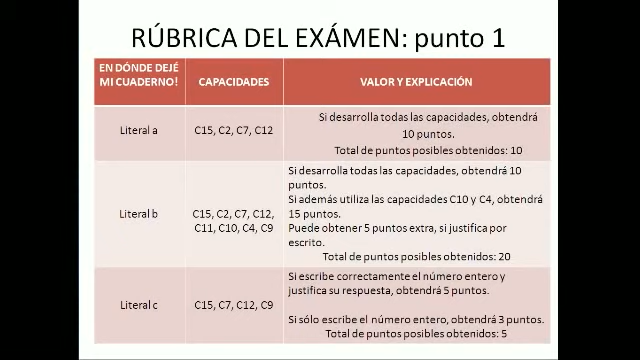 RÚBRICA DEL EXÁMEN: punto 1
EN DÓNDE DEJÉ
MI CUADERNO!
CAPACIDADES
VALOR Y EXPLICACIÓN
Literal a
C15, C2, C7, C12
Si desarrolla todas las capacidades, obtendrá
10 puntos.
Total de puntos posibles obtenidos: 10
Literal b
C15, C2, C7, C12,
C11, C10, C4, C9
Si desarrolla todas las capacidades, obtendrá 10
puntos.
Si además utiliza las capacidades C10 y C4, obtendrá
15 puntos.
Puede obtener 5 puntos extra, si justifica por
escrito.
Total de puntos posibles obtenidos: 20
Literal c
C15, C7, C12, C9
Si escribe correctamente el número entero y
justifica su respuesta, obtendrá 5 puntos.
Si sólo escribe el número entero, obtendrá 3 puntos.
Total de puntos posibles obtenidos: 5